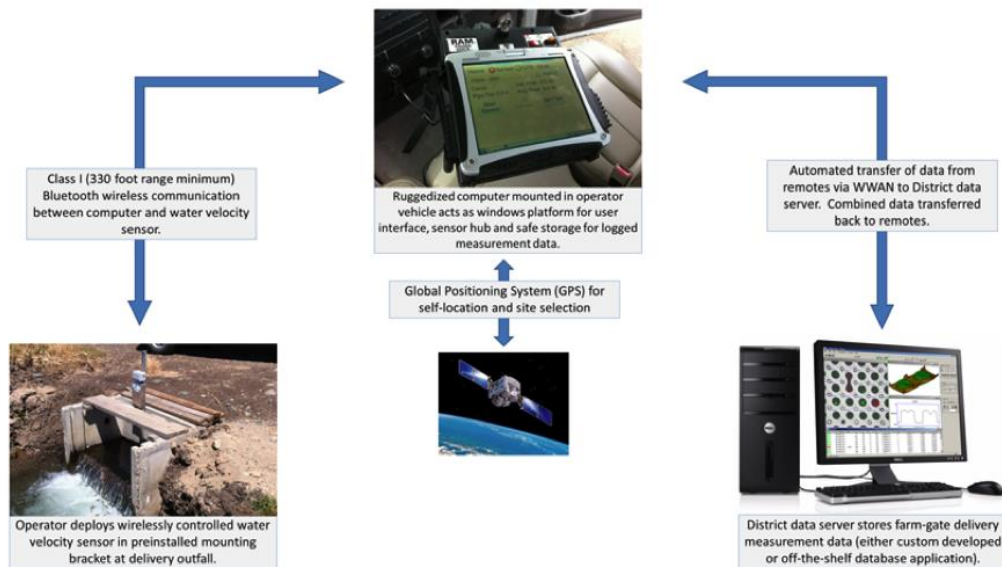 RAM
Class I (330 foot range minimum)
Bluetooth wireless communication
between computer and water velocity
sensor.
Ruggedized computer mounted in operator
vehicle acts as windows platform for user
interface, sensor hub and safe storage for logged
measurement data.
Automated transfer of data from
remotes via WWAN to District data
server.  Combined data transferred
back to remotes.
Global Positioning System (GPS) for
self-location and site selection
DELL
Operator deploys wirelessly controlled water
velocity sensor in preinstalled mounting
bracket at delivery outfall.
District data server stores farm-gate delivery
measurement data (either custom developed
or off-the-shelf database application).